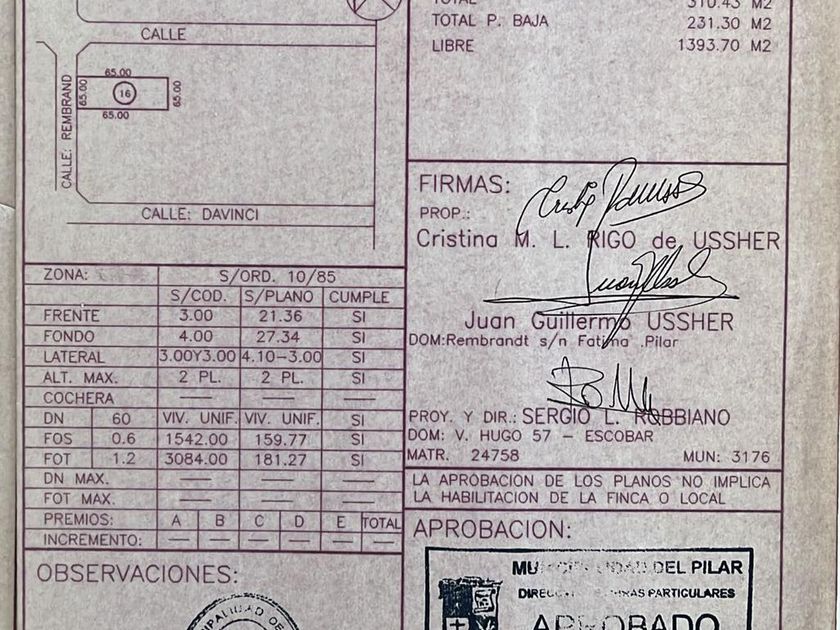 CALLE
65.00
65.00
16
65.00
65.00
CALLE: REMBRAND
CALLE: DAVINCI
TOTAL 310.43 M2
TOTAL P. BAJA 231.30 M2
LIBRE 1393.70 M2
ZONA: S/ORD. 10/85
S/COD. S/PLANO CUMPLE
FRENTE 3.00 21.36 SI
FONDO 4.00 27.34 SI
LATERAL 3.00Y3.00 4.10-3.00 SI
ALT. MAX. 2 PL. 2 PL. SI
COCHERA — — —
DN 60 VIV. UNIF. VIV. UNIF. SI
FOS 0.6 1542.00 159.77 SI
FOT 1.2 3084.00 181.27 SI
DN MAX. — — —
FOT MAX. — — —
PREMIOS: A B C D E TOTAL
INCREMENTO: — — — — — —
OBSERVACIONES:
FIRMAS:
PROP.:
Cristina M. L. RIGO de USSHER
Juan Guillermo USSHER
DOM:Rembrandt s/n Fatima .Pilar
PROY. Y DIR.: SERGIO L. ROBBIANO
DOM: V. HUGO 57 – ESCOBAR
MATR. 24758 MUN: 3176
LA APROBACION DE LOS PLANOS NO IMPLICA
LA HABILITACION DE LA FINCA O LOCAL
APROBACION:
DEL PILAR
PARTICULARES
APROBADO